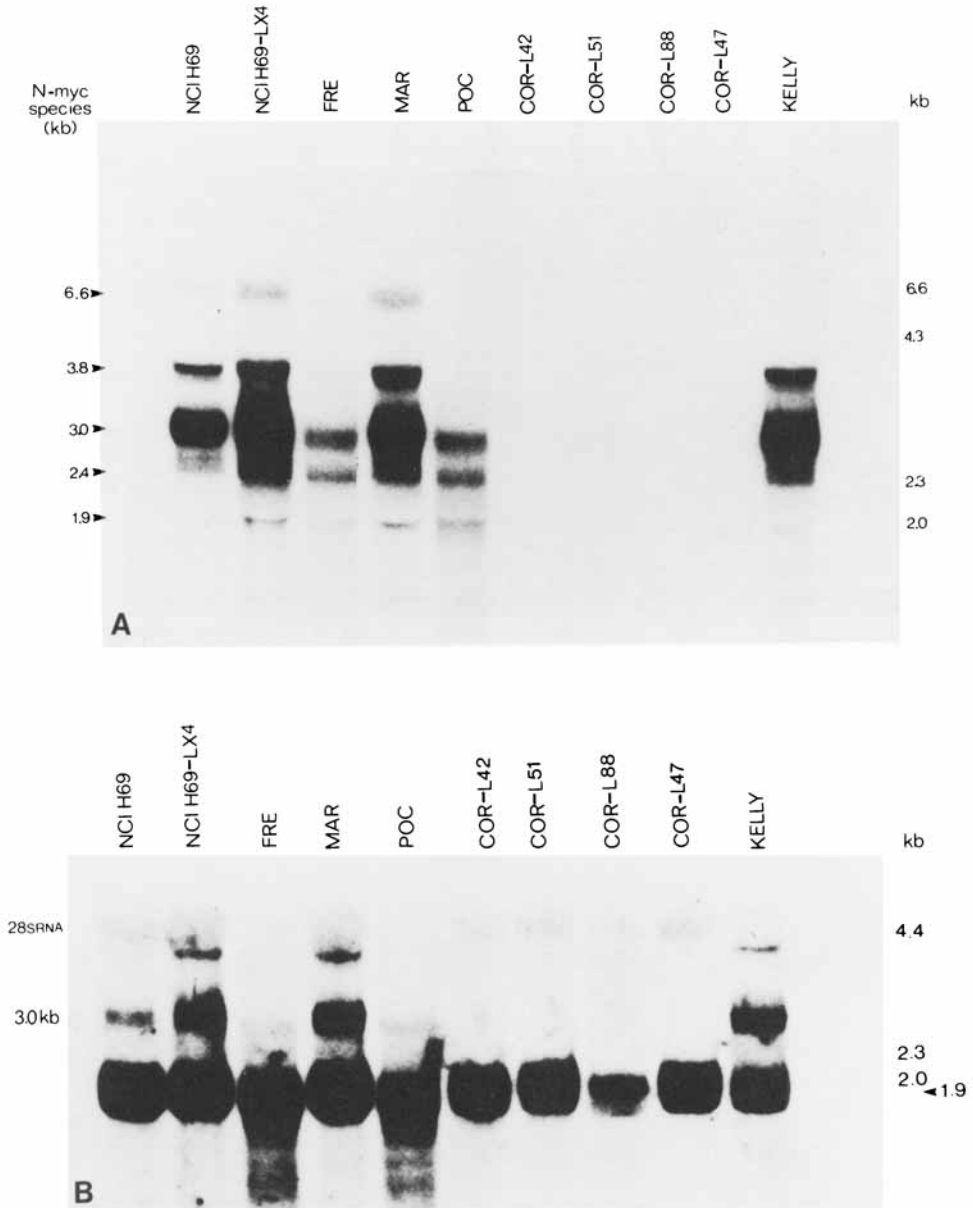 N-myc
species
(kb)
NCI H69
NCI H69-LX4
FRE
MAR
POC
COR-L42
COR-L51
COR-L88
COR-L47
KELLY
kb
6.6
3.8
3.0
2.4
1.9
6.6
4.3
2.3
2.0
A
NCI H69
NCI H69-LX4
FRE
MAR
POC
COR-L42
COR-L51
COR-L88
COR-L47
KELLY
kb
28SRNA
3.0 kb
4.4
2.3
2.0
1.9
B